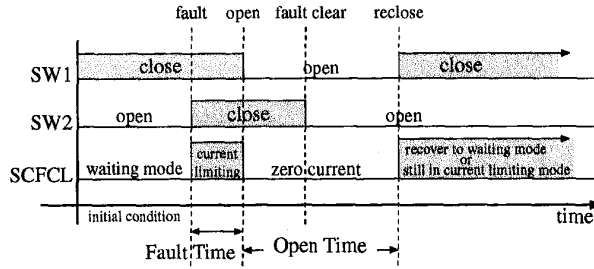 fault open fault clear reclose
SW1 close open close
SW2 open close open
SCFCL waiting mode current limiting zero current recover to waiting mode or still in current limiting mode
initial condition time
Fault Time Open Time